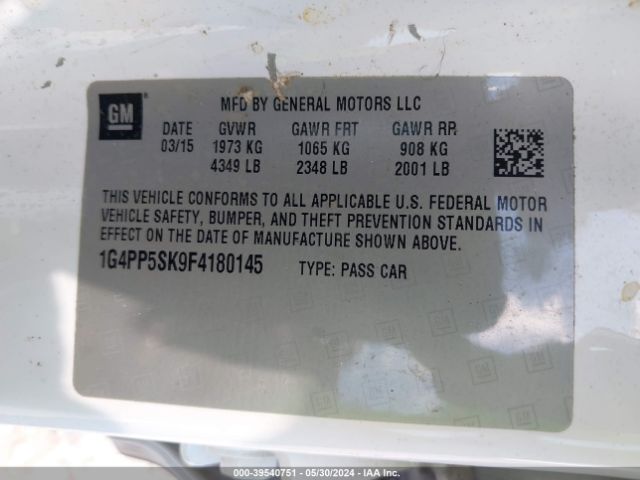 GM
MFD BY GENERAL MOTORS LLC
DATE GVWR GAWR FRT GAWR RR
03/15 1973 KG 1065 KG 908 KG
4349 LB 2348 LB 2001 LB
THIS VEHICLE CONFORMS TO ALL APPLICABLE U.S. FEDERAL MOTOR
VEHICLE SAFETY, BUMPER, AND THEFT PREVENTION STANDARDS IN
EFFECT ON THE DATE OF MANUFACTURE SHOWN ABOVE.
1G4PP5SK9F4180145 TYPE: PASS CAR
000-39540751 - 05/30/2024 - IAA Inc.